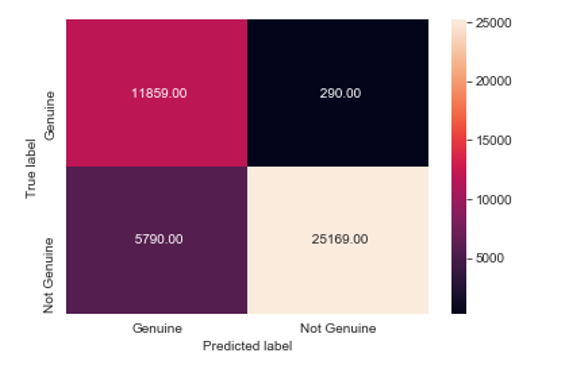 25000
20000
15000
10000
5000
11859.00 290.00
5790.00 25169.00
Genuine
Not Genuine
True label
Genuine Not Genuine
Predicted label